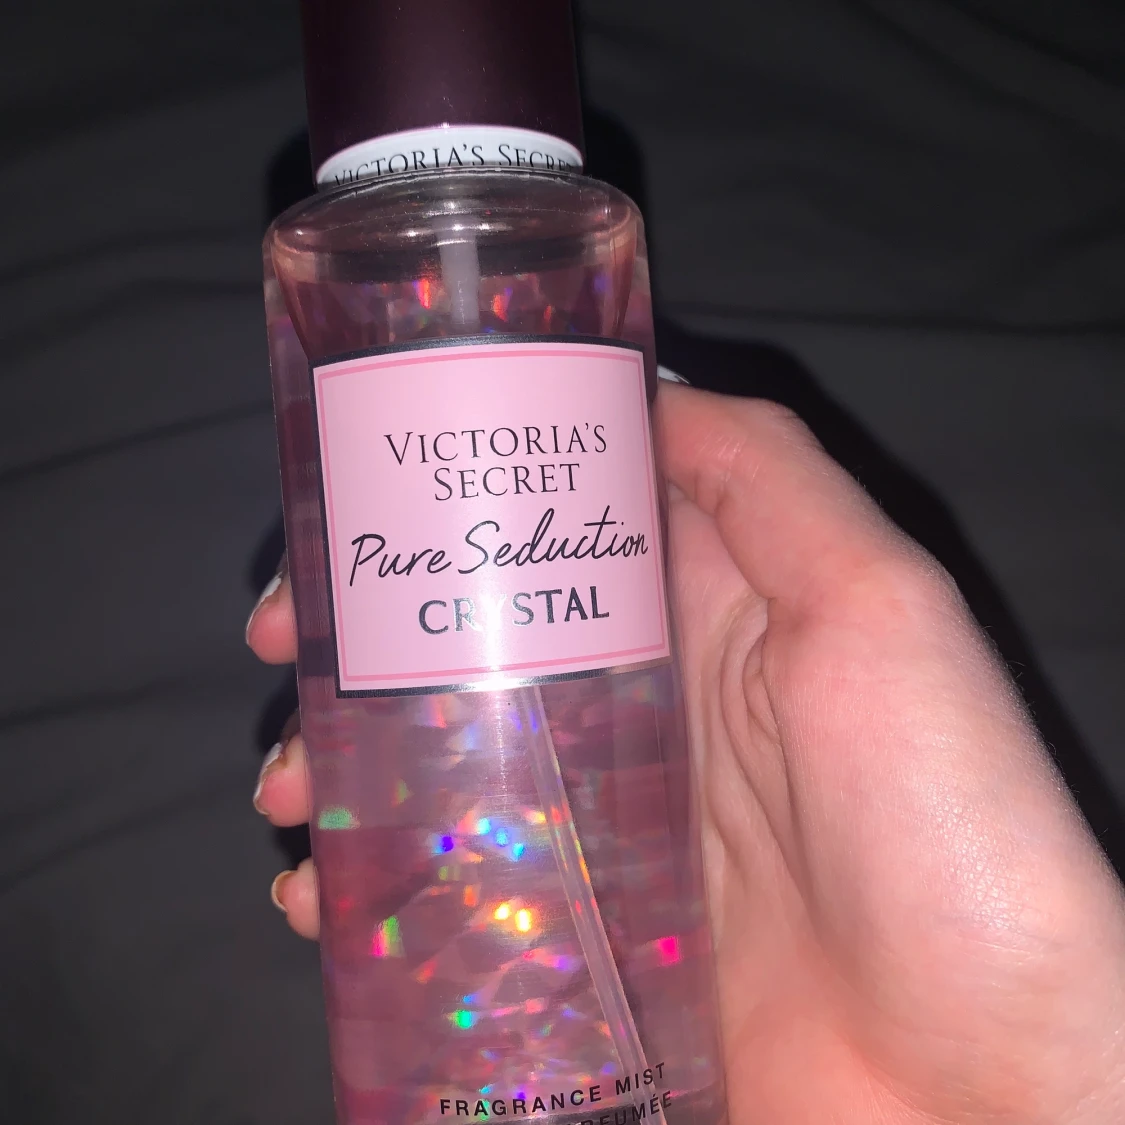 VICTORIA'S SECRET
VICTORIA'S
SECRET
Pure Seduction
CRYSTAL
FRAGRANCE MIST